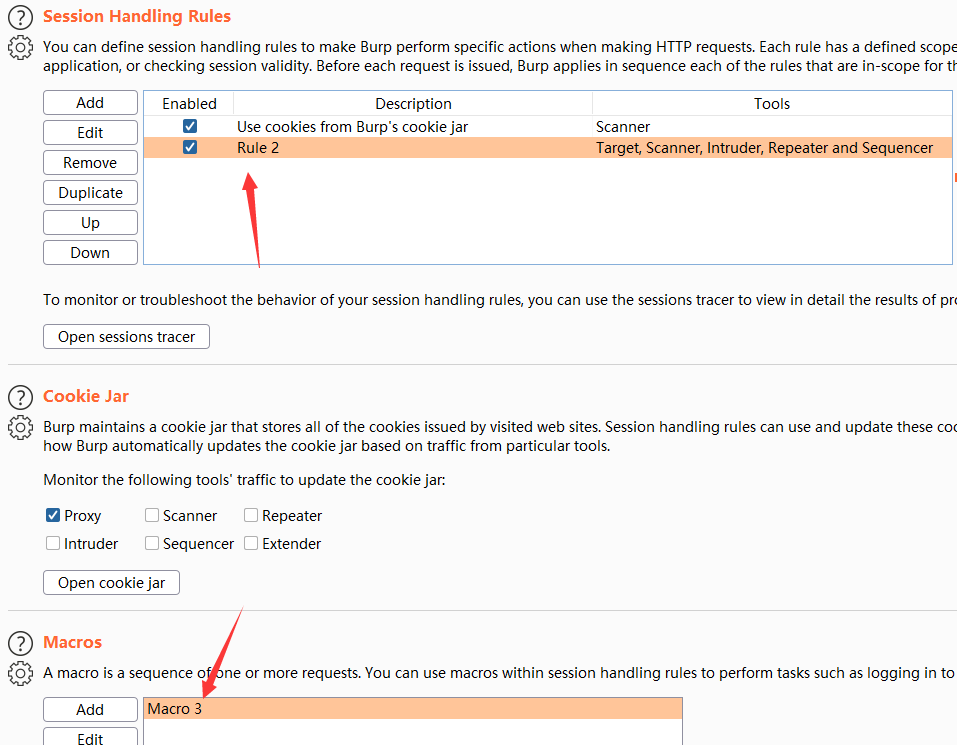 Session Handling Rules
You can define session handling rules to make Burp perform specific actions when making HTTP requests. Each rule has a defined scope
application, or checking session validity. Before each request is issued, Burp applies in sequence each of the rules that are in-scope for th
Add
Enabled Description Tools
Edit
Use cookies from Burp's cookie jar Scanner
Remove
Rule 2 Target, Scanner, Intruder, Repeater and Sequencer
Duplicate
Up
Down
To monitor or troubleshoot the behavior of your session handling rules, you can use the sessions tracer to view in detail the results of pro
Open sessions tracer
Cookie Jar
Burp maintains a cookie jar that stores all of the cookies issued by visited web sites. Session handling rules can use and update these coo
how Burp automatically updates the cookie jar based on traffic from particular tools.
Monitor the following tools' traffic to update the cookie jar:
Proxy Scanner Repeater
Intruder Sequencer Extender
Open cookie jar
Macros
A macro is a sequence of one or more requests. You can use macros within session handling rules to perform tasks such as logging in to
Add
Macro 3
Edit